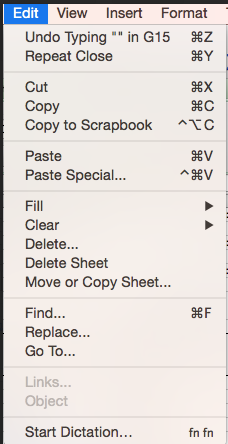 Edit View Insert Format
Undo Typing "" in G15 ⌘Z
Repeat Close ⌘Y
Cut ⌘X
Copy ⌘C
Copy to Scrapbook ⌃⌥C
Paste ⌘V
Paste Special... ⌃⌘V
Fill ▶
Clear ▶
Delete...
Delete Sheet
Move or Copy Sheet...
Find... ⌘F
Replace...
Go To...
Links...
Object
Start Dictation... fn fn